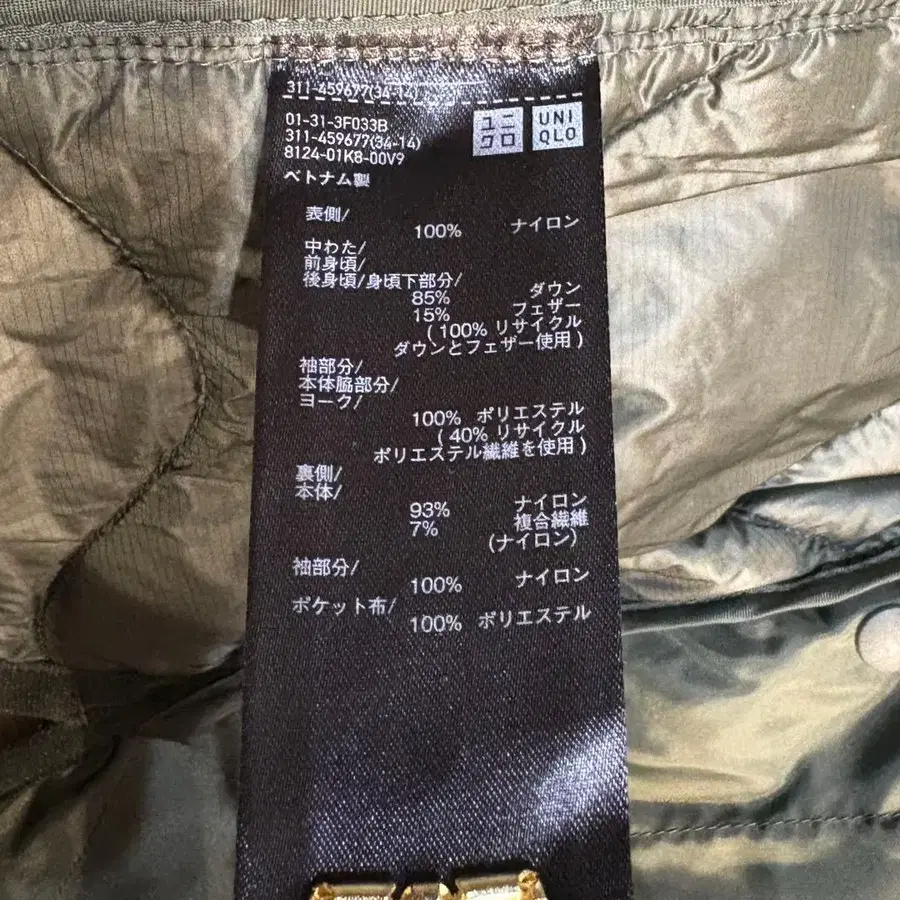 311-459677(34-14)
01-31-3F033B
311-459677(34-14)
8124-01K8-00V9
ユニクロ
UNIQLO
ベトナム製
表側/
100% ナイロン
中わた/
前身頃/
後身頃/身頃下部分/
85% ダウン
15% フェザー
(100% リサイクル
ダウンとフェザー使用)
袖部分/
本体脇部分/
ヨーク/
100% ポリエステル
(40% リサイクル
ポリエステル繊維を使用)
裏側/
本体/
93% ナイロン
7% 複合繊維
(ナイロン)
袖部分/
100% ナイロン
ポケット布/
100% ポリエステル